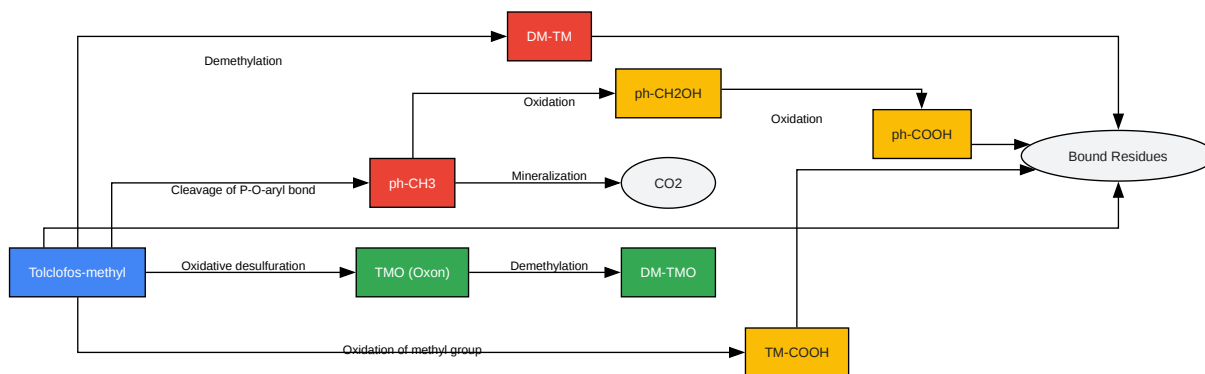 DM-TM
Demethylation
ph-CH2OH
Oxidation
Oxidation
ph-COOH
Bound Residues
ph-CH3
Cleavage of P-O-aryl bond
Mineralization
CO2
Tolclofos-methyl
Oxidative desulfuration
TMO (Oxon)
Demethylation
DM-TMO
Oxidation of methyl group
TM-COOH